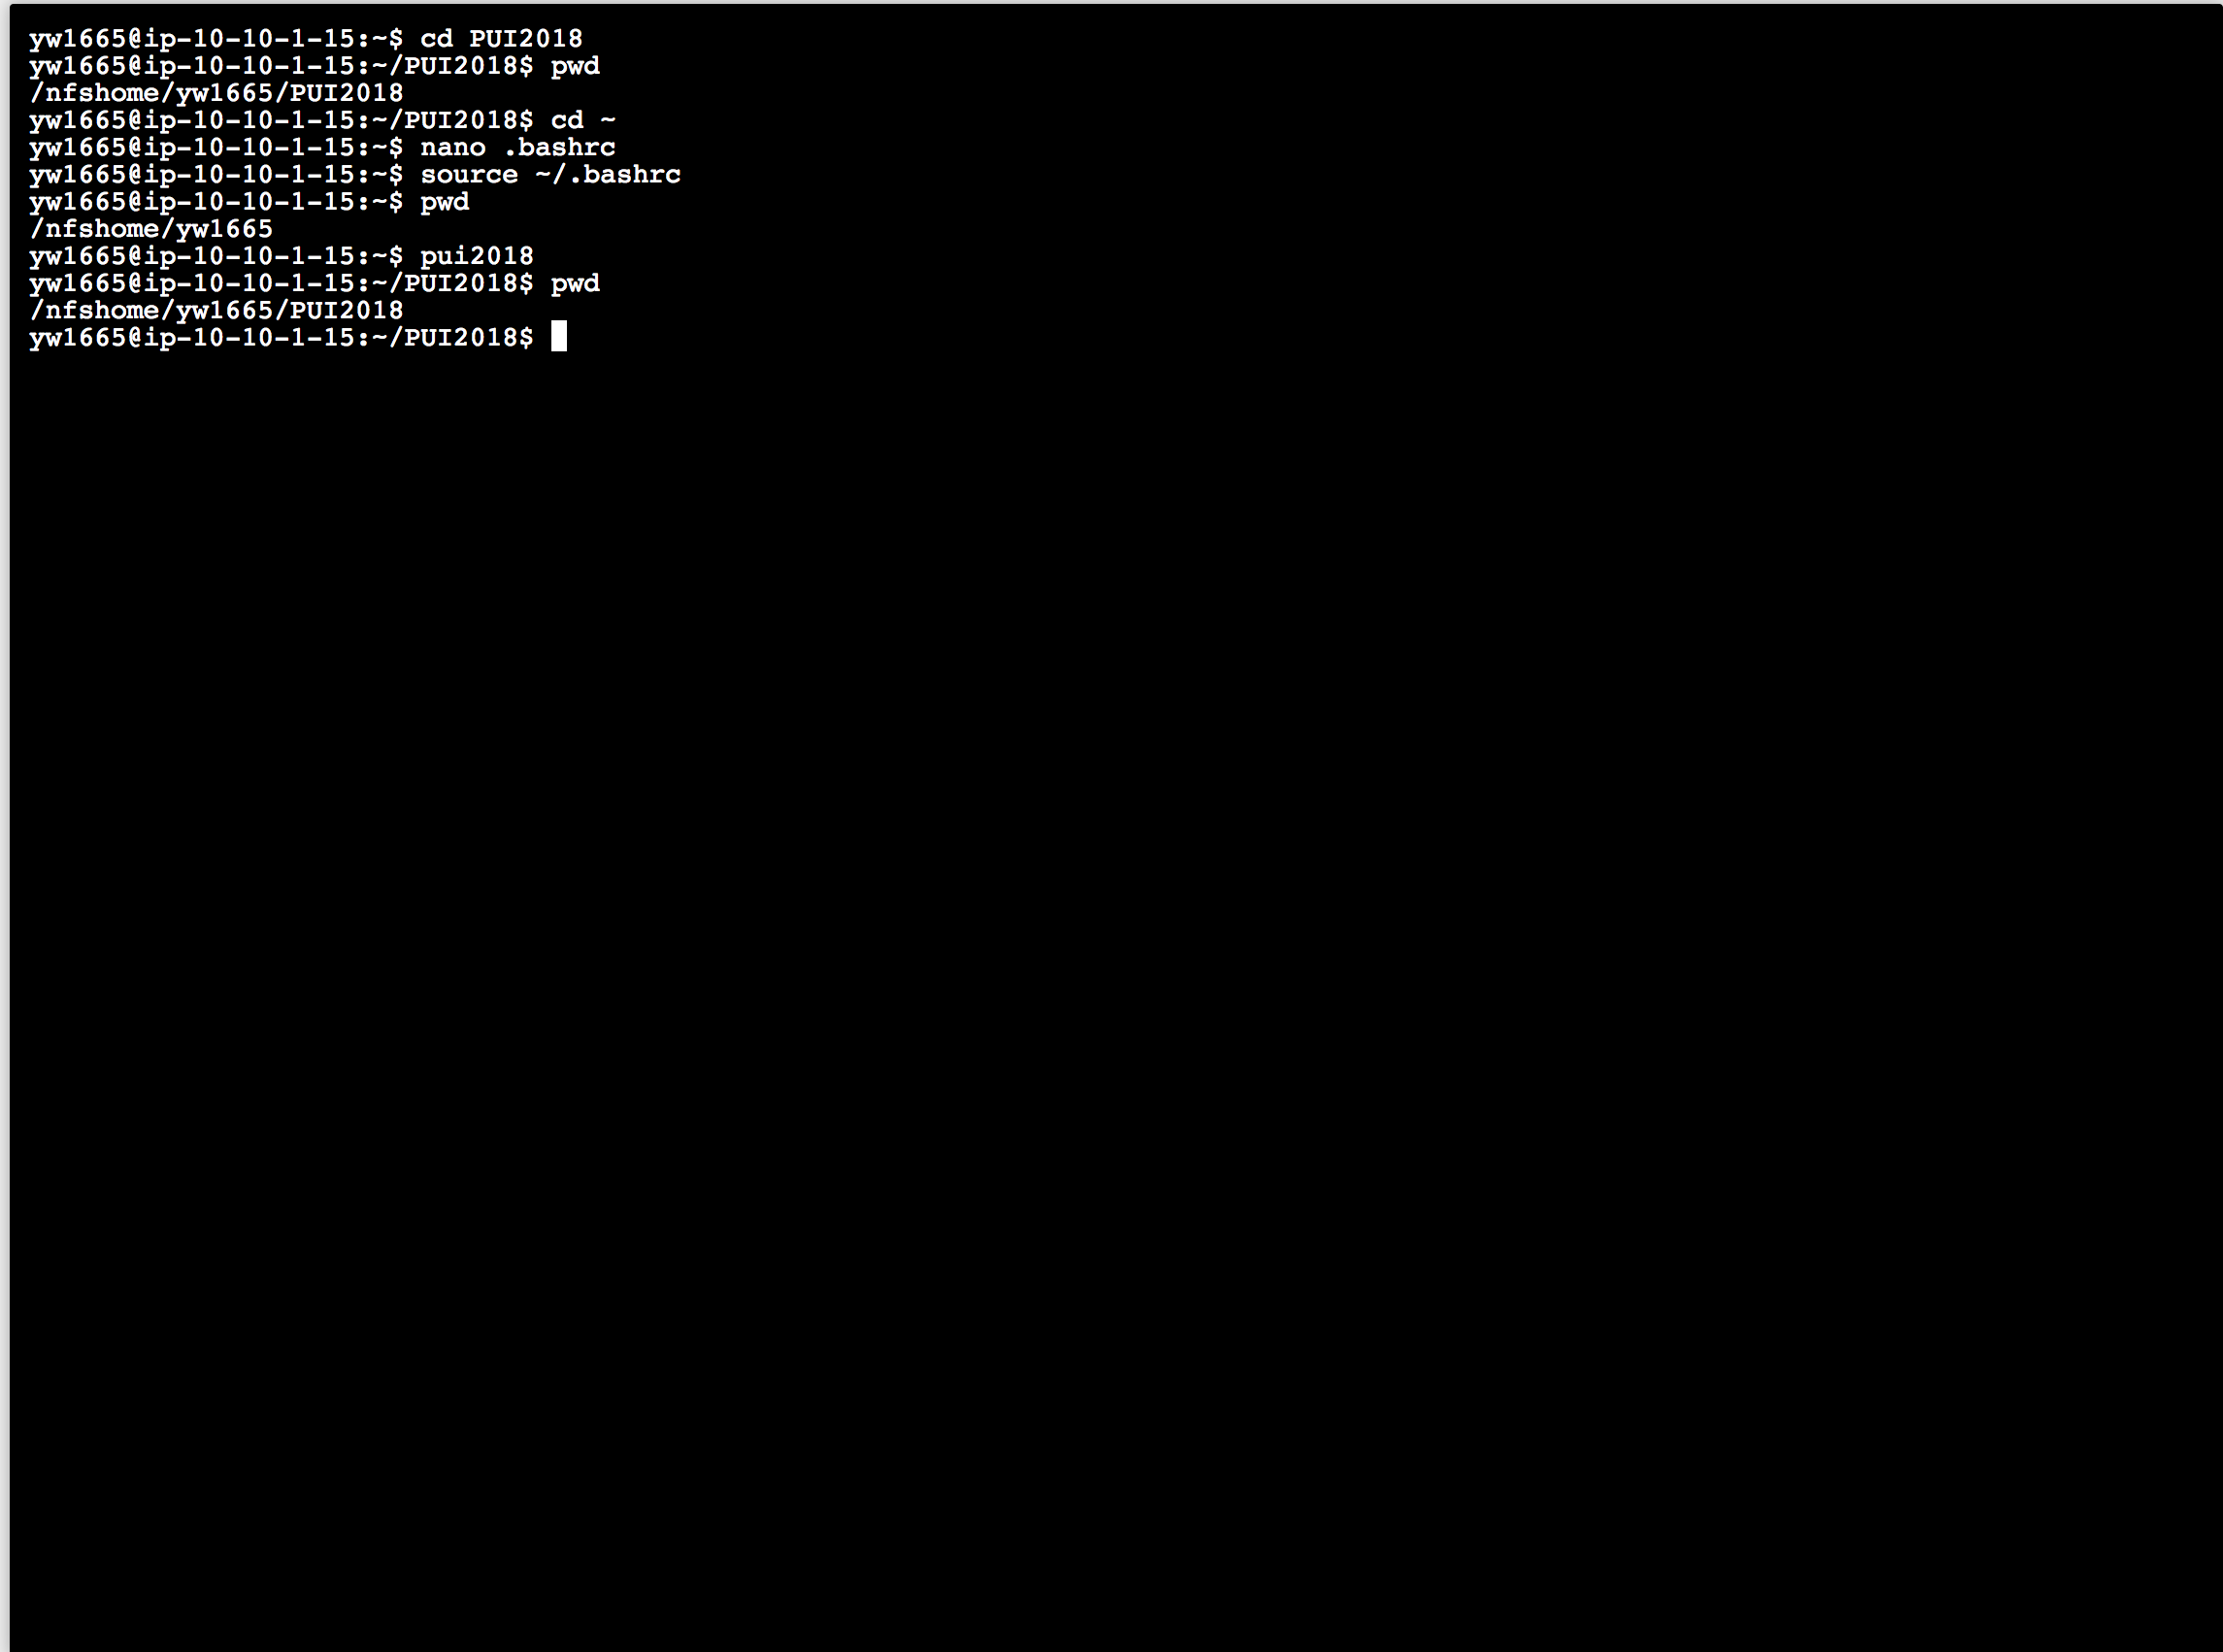 yw1665@ip-10-10-1-15:~$ cd PUI2018
yw1665@ip-10-10-1-15:~/PUI2018$ pwd
/nfshome/yw1665/PUI2018
yw1665@ip-10-10-1-15:~/PUI2018$ cd ~
yw1665@ip-10-10-1-15:~$ nano .bashrc
yw1665@ip-10-10-1-15:~$ source ~/.bashrc
yw1665@ip-10-10-1-15:~$ pwd
/nfshome/yw1665
yw1665@ip-10-10-1-15:~$ pui2018
yw1665@ip-10-10-1-15:~/PUI2018$ pwd
/nfshome/yw1665/PUI2018
yw1665@ip-10-10-1-15:~/PUI2018$